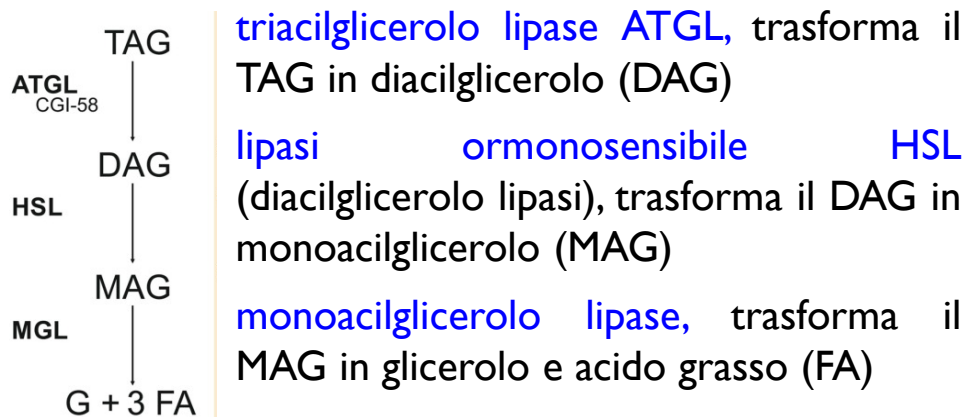 TAG
ATGL
CGI-58
DAG
HSL
MAG
MGL
G + 3 FA
triacilglicerolo lipase ATGL, trasforma il
TAG in diacilglicerolo (DAG)
lipasi ormonosensibile HSL
(diacilglicerolo lipasi), trasforma il DAG in
monoacilglicerolo (MAG)
monoacilglicerolo lipase, trasforma il
MAG in glicerolo e acido grasso (FA)